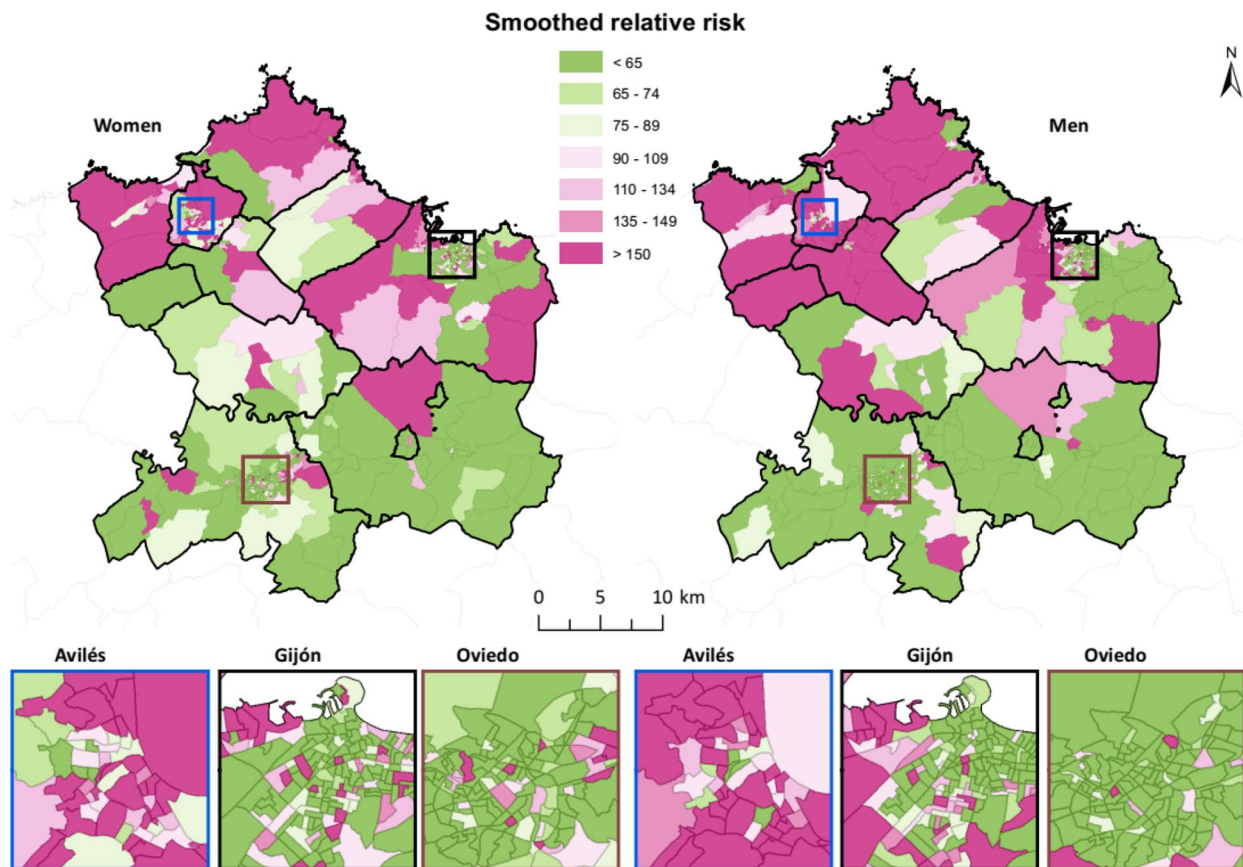 Smoothed relative risk
< 65
65 - 74
75 - 89
90 - 109
110 - 134
135 - 149
> 150
N
Women
Men
0 5 10 km
Avilés Gijón Oviedo Avilés Gijón Oviedo